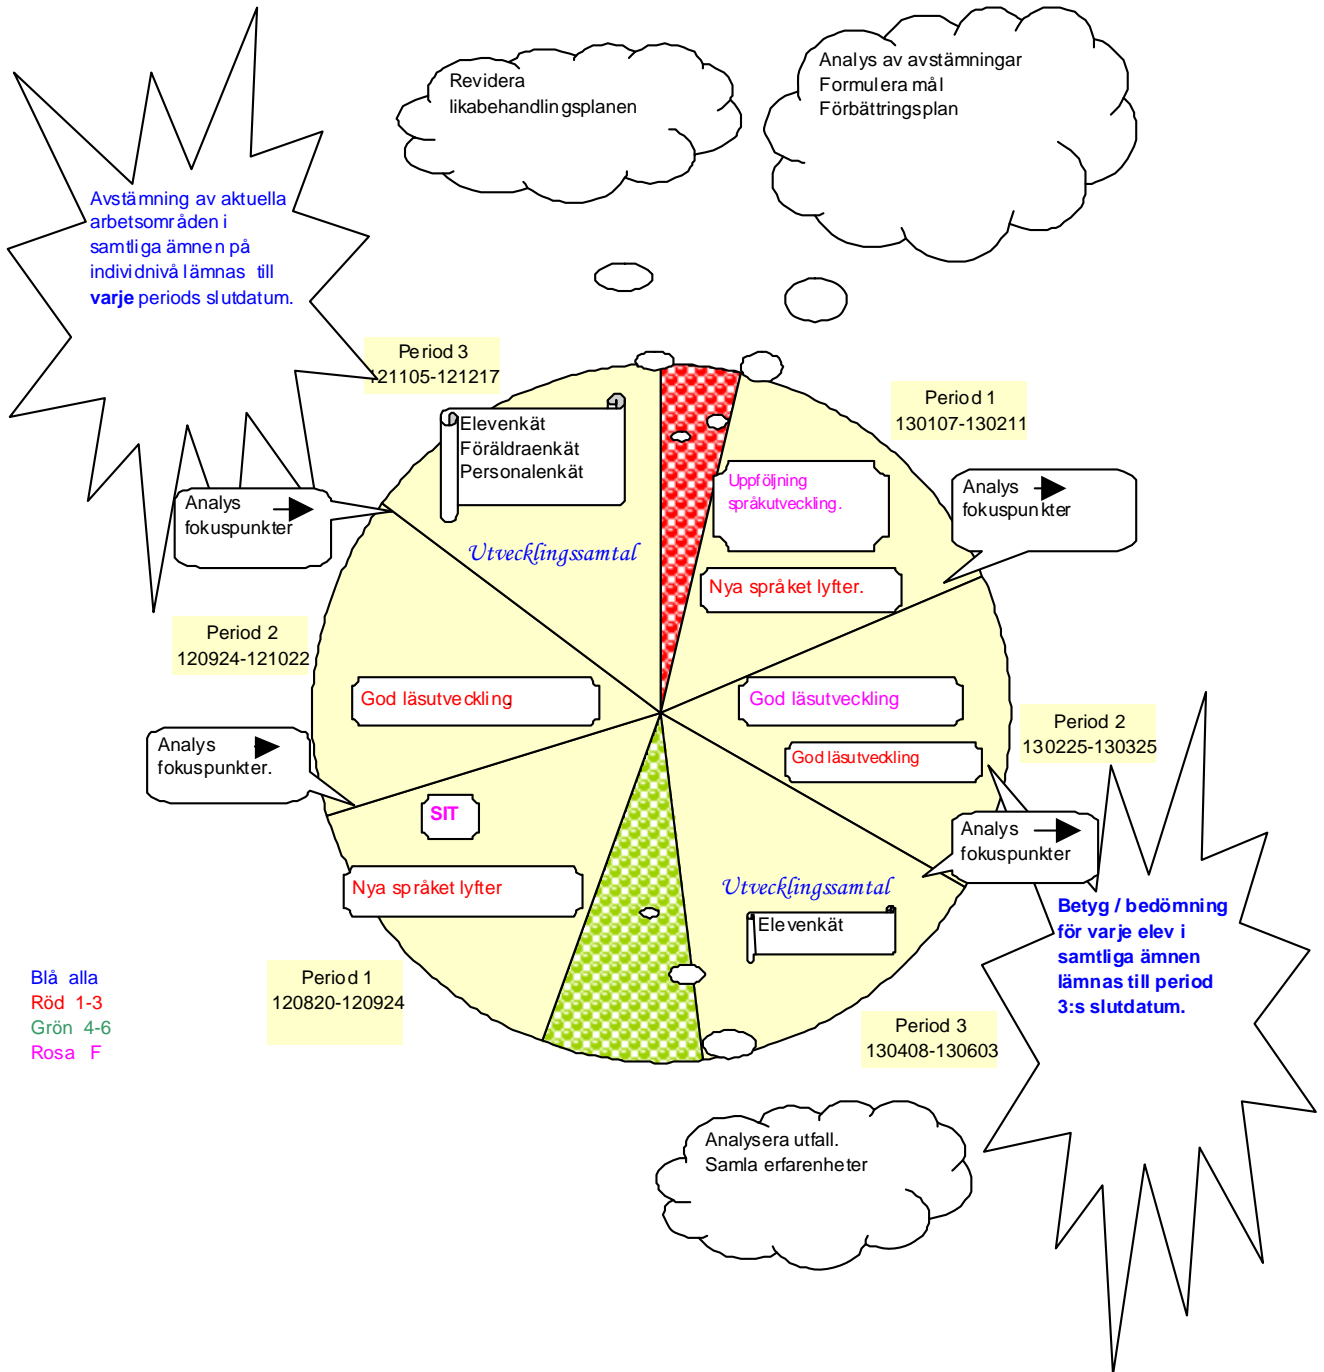 Revidera
likabehandlingsplanen
Analys av avstämningar
Formulera mål
Förbättringsplan
Avstämning av aktuella
arbetsområden i
samtliga ämnen på
individnivå lämnas till
varje periods slutdatum.
Period 3
121105-121217
Elevenkät
Föräldraenkät
Personalenkät
Utvecklingssamtal
Period 1
130107-130211
Uppföljning
språkutveckling.
Nya språket lyfter.
Analys
fokuspunkter
Analys
fokuspunkter
Period 2
120924-121022
God läsutveckling
God läsutveckling
God läsutveckling
Period 2
130225-130325
Analys
fokuspunkter.
SIT
Nya språket lyfter
Analys
fokuspunkter
Utvecklingssamtal
Elevenkät
Betyg / bedömning
för varje elev i
samtliga ämnen
lämnas till period
3:s slutdatum.
Blå alla
Röd 1-3
Grön 4-6
Rosa F
Period 1
120820-120924
Period 3
130408-130603
Analysera utfall.
Samla erfarenheter